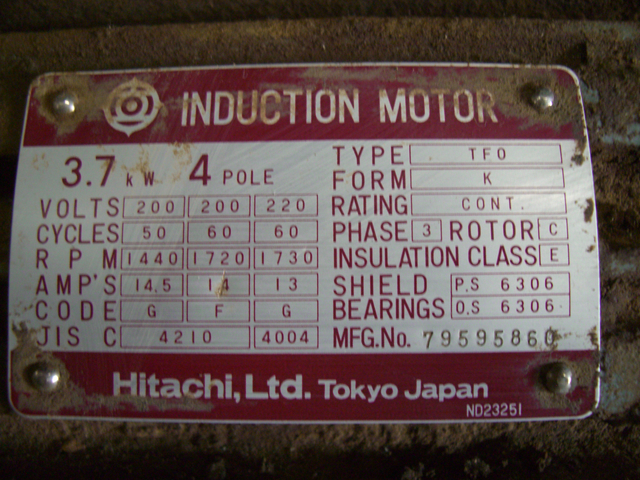 INDUCTION MOTOR
3.7 kW 4 POLE
VOLTS 200 200 220
CYCLES 50 60 60
RPM 1440 1720 1730
AMP'S 14.5 14 13
CODE G F G
JIS C 4210 4004
TYPE TFO
FORM K
RATING CONT.
PHASE 3 ROTOR C
INSULATION CLASS E
SHIELD P.S 6306
BEARINGS O.S 6306
MFG.No. 79595860
Hitachi,Ltd. Tokyo Japan
ND23251